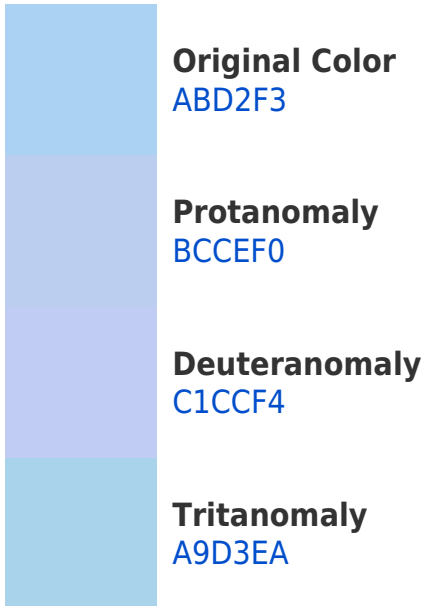 Original Color
ABD2F3
Protanomaly
BCCEF0
Deuteranomaly
C1CCF4
Tritanomaly
A9D3EA